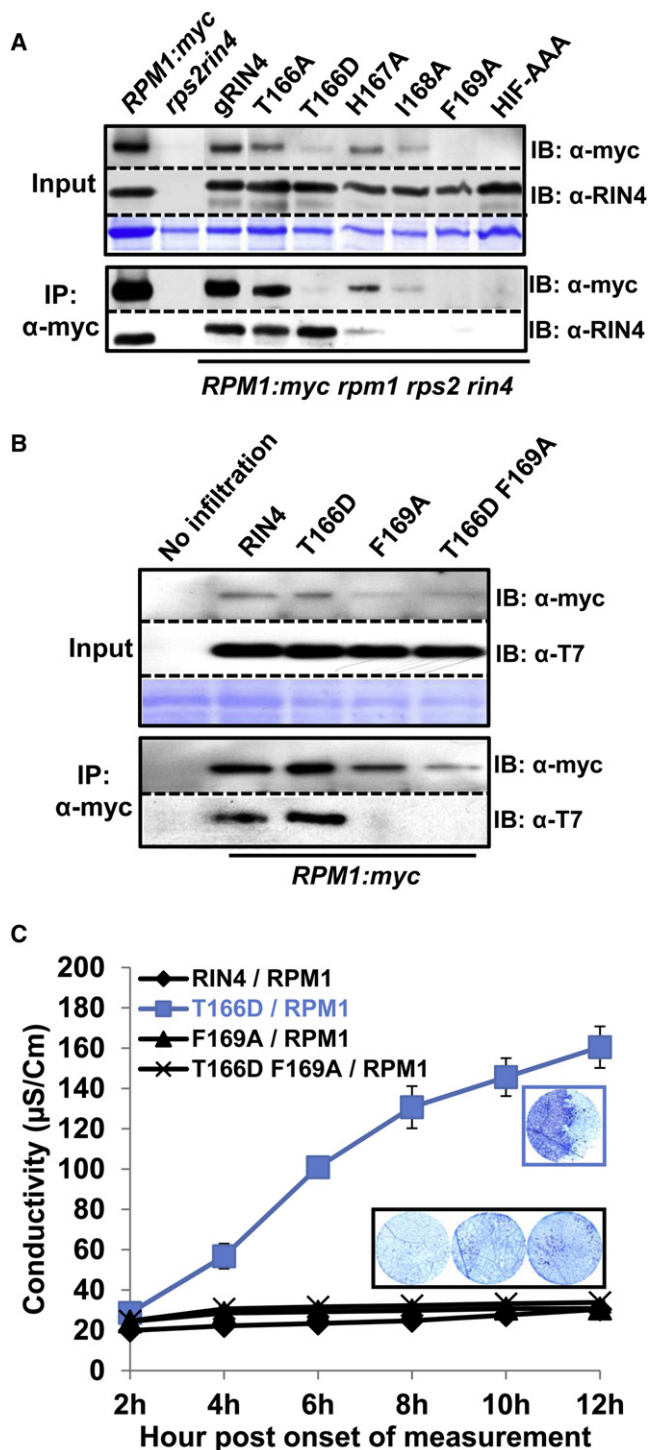 A
RPM1:myc
rps2rin4
gRIN4
T166A
T166D
H167A
I168A
F169A
HIF-AAA
Input
IB: α-myc
IB: α-RIN4
IP:
α-myc
IB: α-myc
IB: α-RIN4
RPM1:myc rpm1 rps2 rin4
B
No infiltration
RIN4
T166D
F169A
T166D F169A
Input
IB: α-myc
IB: α-T7
IP:
α-myc
IB: α-myc
IB: α-T7
RPM1:myc
C
200
180
160
140
120
100
80
60
40
20
0
Conductivity (µS/Cm)
RIN4 / RPM1
T166D / RPM1
F169A / RPM1
T166D F169A / RPM1
2h 4h 6h 8h 10h 12h
Hour post onset of measurement